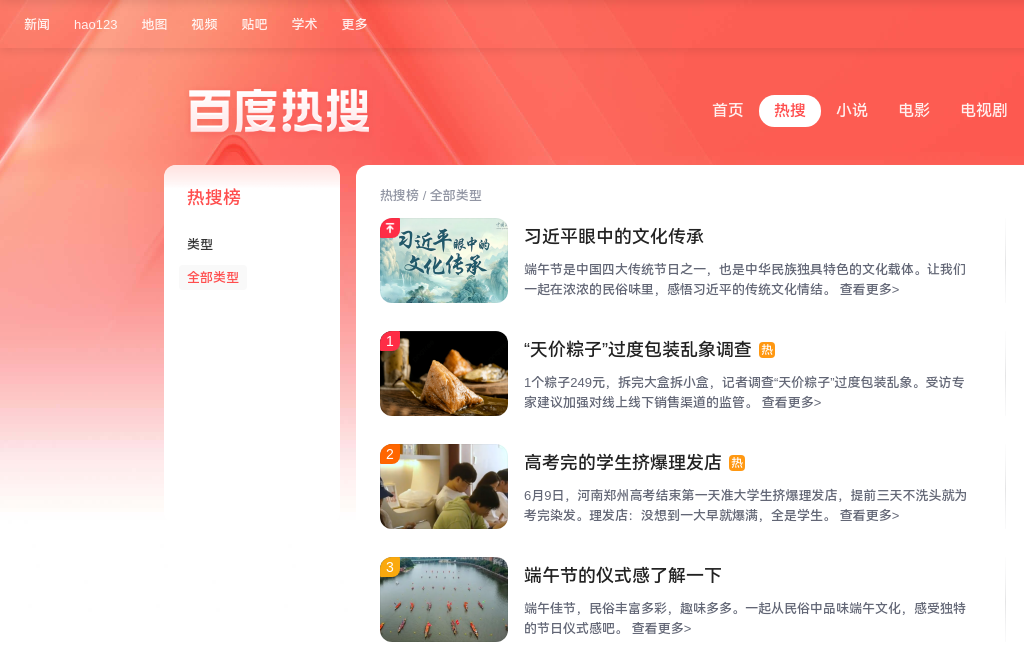 新闻 hao123 地图 视频 贴吧 学术 更多
百度热搜
首页 热搜 小说 电影 电视剧
热搜榜
类型
全部类型
热搜榜 / 全部类型
习近平眼中的
文化传承
习近平眼中的文化传承
端午节是中国四大传统节日之一，也是中华民族独具特色的文化载体。让我们
一起在浓浓的民俗味里，感悟习近平的传统文化情结。 查看更多>
1
“天价粽子”过度包装乱象调查 热
1个粽子249元，拆完大盒拆小盒，记者调查“天价粽子”过度包装乱象。受访专
家建议加强对线上线下销售渠道的监管。 查看更多>
2
高考完的学生挤爆理发店 热
6月9日，河南郑州高考结束第一天准大学生挤爆理发店，提前三天不洗头就为
考完染发。理发店：没想到一大早就爆满，全是学生。 查看更多>
3
端午节的仪式感了解一下
端午佳节，民俗丰富多彩，趣味多多。一起从民俗中品味端午文化，感受独特
的节日仪式感吧。 查看更多>